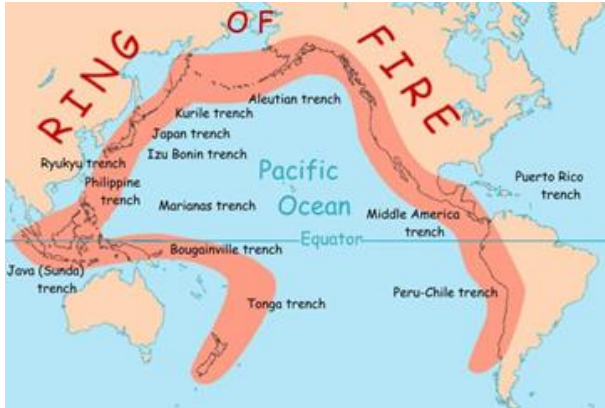 RING OF FIRE
Aleutian trench
Kurile trench
Japan trench
Izu Bonin trench
Ryukyu trench
Philippine
trench
Marianas trench
Pacific
Ocean
Puerto Rico
trench
Middle America
trench
Equator
Bougainville trench
Java (Sunda)
trench
Tonga trench
Peru-Chile trench